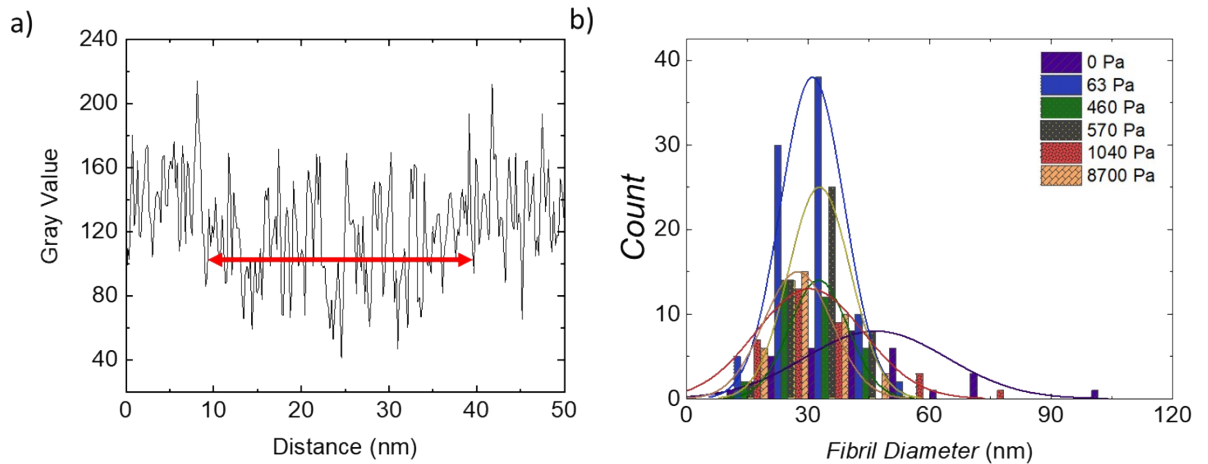 a)
240
200
160
120
80
40
Gray Value
0
10
20
30
40
50
Distance (nm)
b)
40
30
20
10
0
Count
0 Pa
63 Pa
460 Pa
570 Pa
1040 Pa
8700 Pa
0
30
60
90
120
Fibril Diameter (nm)